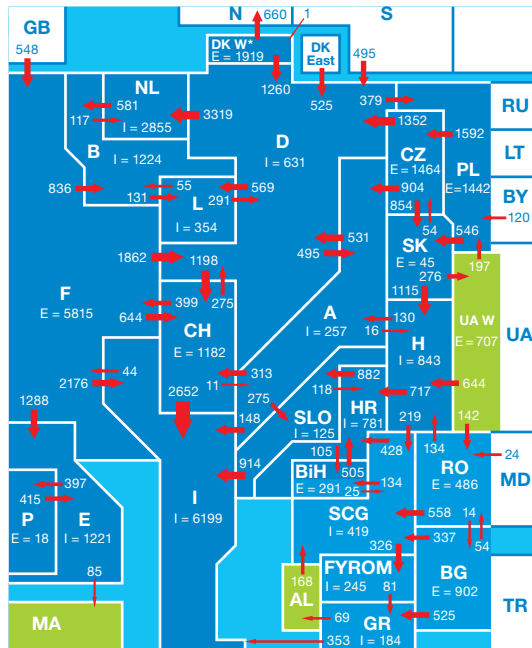 GB
548
N
660
1
S
DK W*
E = 1919
DK
East
495
1260
525
379
NL
581
117
I = 2855
3319
1352
1592
RU
B
I = 1224
D
I = 631
CZ
E = 1464
PL
E=1442
LT
BY
836
55
131
L
I = 354
569
291
904
854
54
120
546
531
495
SK
E = 45
276
197
1862
1198
275
1115
F
E = 5815
399
644
CH
E = 1182
A
I = 257
130
16
H
I = 843
UA W
E = 707
UA
44
2176
313
11
882
118
717
644
1288
2652
275
148
SLO
I = 125
HR
I = 781
219
134
142
914
105
505
428
RO
E = 486
24
MD
I
I = 6199
BiH
E = 291
134
25
397
415
P
E = 18
E
I = 1221
SCG
I = 419
558
14
54
326
337
85
168
FYROM
I = 245
BG
E = 902
TR
81
AL
MA
69
353
GR
I = 184
525